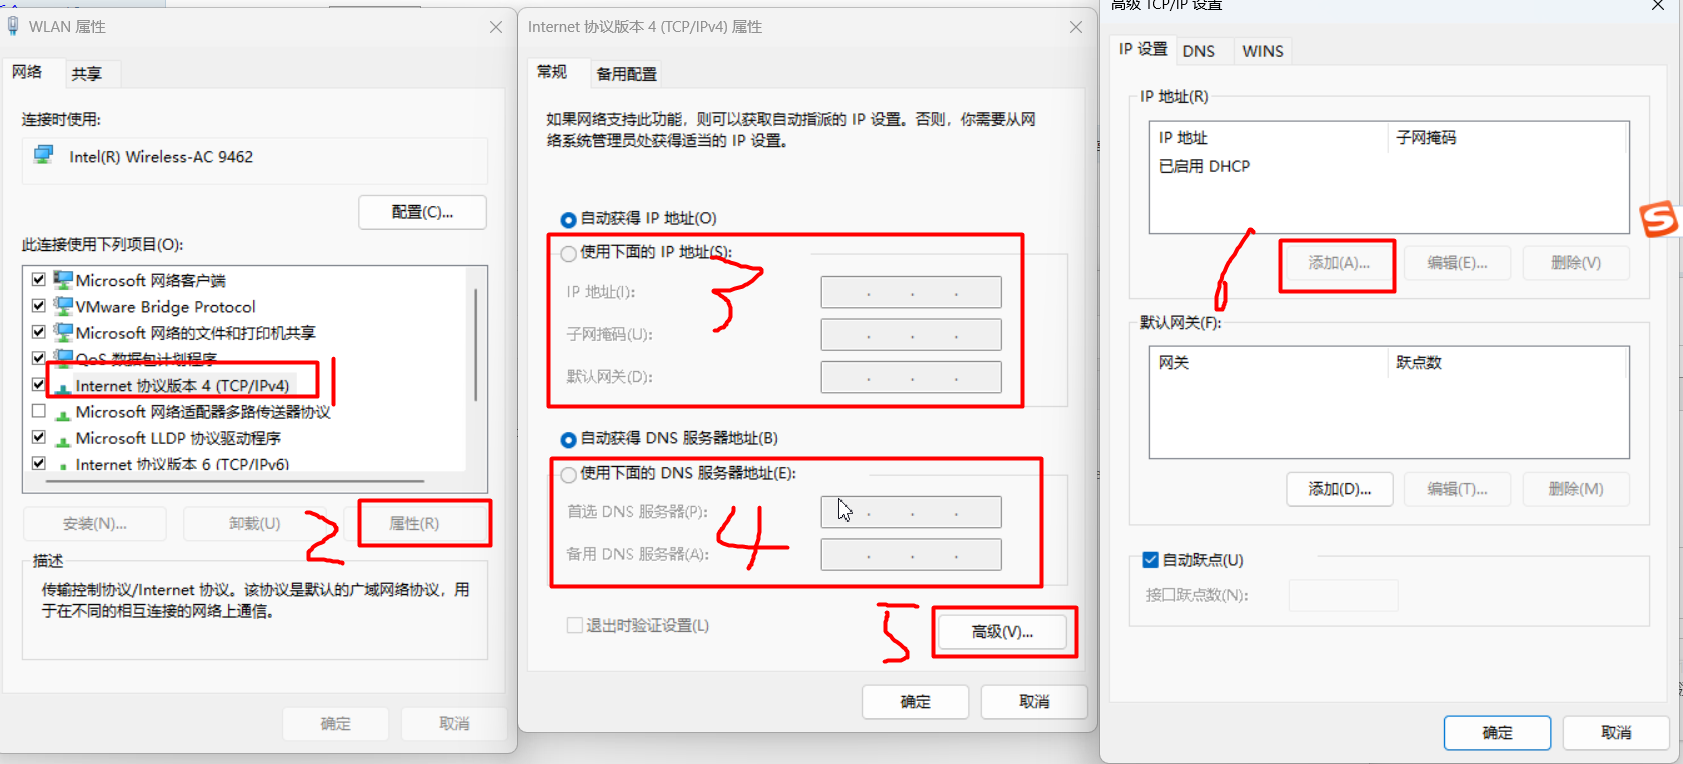 WLAN 属性
网络
共享
连接时使用:
Intel(R) Wireless-AC 9462
配置(C)...
此连接使用下列项目(O):
Microsoft 网络客户端
VMware Bridge Protocol
Microsoft 网络的文件和打印机共享
QoS 数据包计划程序
Internet 协议版本 4 (TCP/IPv4)
1
Microsoft 网络适配器多路传送器协议
Microsoft LLDP 协议驱动程序
Internet 协议版本 6 (TCP/IPv6)
安装(N)...
卸载(U)
2
属性(R)
描述
传输控制协议/Internet 协议。该协议是默认的广域网络协议，用
于在不同的相互连接的网络上通信。
确定
取消
Internet 协议版本 4 (TCP/IPv4) 属性
常规
备用配置
如果网络支持此功能，则可以获取自动指派的 IP 设置。否则，你需要从网
络系统管理员处获得适当的 IP 设置。
自动获得 IP 地址(O)
使用下面的 IP 地址(S):
3
IP 地址(I):
子网掩码(U):
默认网关(D):
自动获得 DNS 服务器地址(B)
使用下面的 DNS 服务器地址(E):
首选 DNS 服务器(P):
4
备用 DNS 服务器(A):
退出时验证设置(L)
5
高级(V)...
确定
取消
高级 TCP/IP 设置
IP 设置
DNS
WINS
IP 地址(R)
IP 地址
子网掩码
已启用 DHCP
6
添加(A)...
编辑(E)...
删除(V)
默认网关(F):
网关
跃点数
添加(D)...
编辑(T)...
删除(M)
自动跃点(U)
接口跃点数(N):
确定
取消